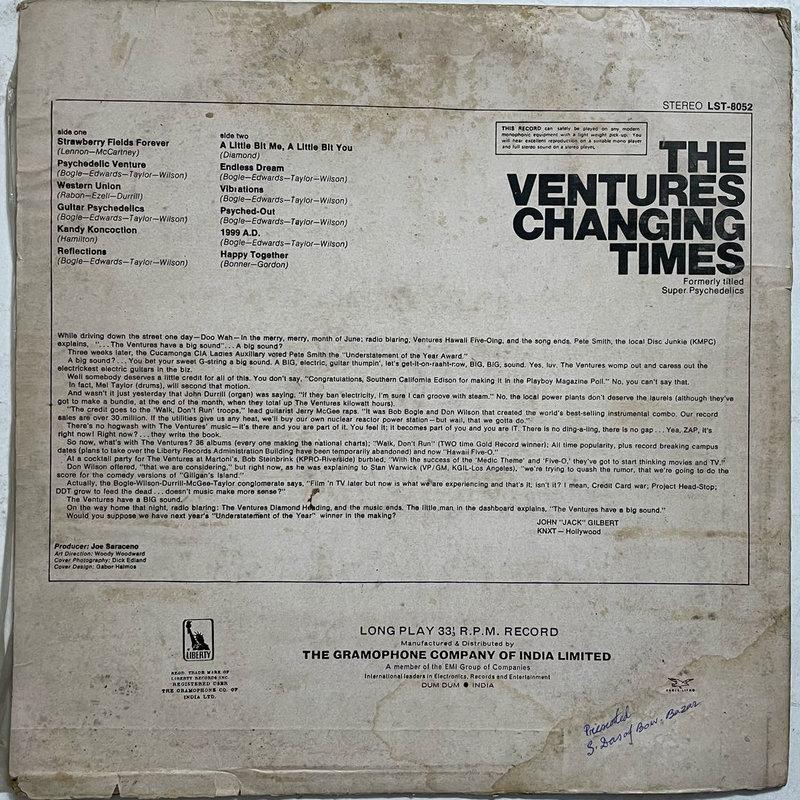 STEREO LST-8052
side one
Strawberry Fields Forever
(Lennon—McCartney)
Psychedelic Venture
(Bogle—Edwards—Taylor—Wilson)
Western Union
(Rabon—Ezell—Durrill)
Guitar Psychedelics
(Bogle—Edwards—Taylor—Wilson)
Kandy Koncoction
(Hamilton)
Reflections
(Bogle—Edwards—Taylor—Wilson)
side two
A Little Bit Me, A Little Bit You
(Diamond)
Endless Dream
(Bogle—Edwards—Taylor—Wilson)
Vibrations
(Bogle—Edwards—Taylor—Wilson)
Psyched-Out
(Bogle—Edwards—Taylor—Wilson)
1999 A.D.
(Bogle—Edwards—Taylor—Wilson)
Happy Together
(Bonner—Gordon)
THIS RECORD can safely be played on any modern
monophonic equipment with a light weight pick-up. You
will hear excellent reproduction on a suitable mono player
and full stereo sound on a stereo player.
THE
VENTURES
CHANGING
TIMES
Formerly titled
Super Psychedelics
While driving down the street one day—Doo Wah—in the merry, merry, month of June; radio blaring, Ventures Hawaii Five-Oing, and the song ends. Pete Smith, the local Disc Junkie (KMPC)
explains, "...The Ventures have a big sound"... A big sound?
Three weeks later, the Cucamonga CIA Ladies Auxiliary voted Pete Smith the "Understatement of the Year Award."
A big sound?... You bet your sweet G-string a big sound. A BIG, electric, guitar thumpin', let's get-it-on-raaht-now, BIG, BIG, sound. Yes, luv. The Ventures womp out and caress out the
electrickest electric guitars in the biz.
Well somebody deserves a little credit for all of this. You don't say, "Congratulations, Southern California Edison for making it in the Playboy Magazine Poll." No, you can't say that.
In fact, Mel Taylor (drums), will second that motion.
And wasn't it just yesterday that John Durrill (organ) was saying, "If they ban electricity, I'm sure I can groove with steam." No, the local power plants don't deserve the laurels (although they've
got to make a bundle, at the end of the month, when they total up The Ventures kilowatt hours).
"The credit goes to the 'Walk, Don't Run' troops," lead guitarist Jerry McGee raps. "It was Bob Bogle and Don Wilson that created the world's best-selling instrumental combo. Our record
sales are over 30 million. If the utilities give us any heat, we'll buy our own nuclear reactor power station—but wait, that we gotta do."
There's no hogwash with The Ventures' music—it's there and you are part of it. You feel it; it becomes part of you and you are IT. There is no ding-a-ling, there is no gap... Yea, ZAP, it's
right now! Right now?... they write the book.
So now, what's with The Ventures? 36 albums (every one making the national charts); "Walk, Don't Run" (TWO time Gold Record winner); All time popularity, plus record breaking campus
dates (plans to take over the Liberty Records Administration Building have been temporarily abandoned) and now "Hawaii Five-O."
At a cocktail party for The Ventures at Martoni's, Bob Steinbrink (KPRO-Riverside) burbled, "With the success of the 'Medic Theme' and 'Five-O,' they've got to start thinking movies and TV."
Don Wilson offered, "that we are considering," but right now, as he was explaining to Stan Warwick (VP/GM, KGIL-Los Angeles), "we're trying to quash the rumor, that we're going to do the
score for the comedy versions of "Gilligan's Island"."
Actually, the Bogle-Wilson-Durrill-McGee-Taylor conglomerate says, "Film 'n TV later but now is what we are experiencing and that's it; isn't it? I mean, Credit Card war; Project Head-Stop;
DDT grow to feed the dead... doesn't music make more sense?"
The Ventures have a BIG sound.
On the way home that night, radio blaring: The Ventures Diamond Heading, and the music ends. The little man in the dashboard explains, "The Ventures have a big sound."
Would you suppose we have next year's "Understatement of the Year" winner in the making?
JOHN "JACK" GILBERT
KNXT — Hollywood
Producer: Joe Saraceno
Art Direction: Woody Woodward
Cover Photography: Dick Edland
Cover Design: Gabor Halmos
LIBERTY
REGD. TRADE MARK OF
LIBERTY RECORDS INC.
REGISTERED USER
THE GRAMOPHONE CO. OF
INDIA LTD.
LONG PLAY 33⅓ R.P.M. RECORD
Manufactured & Distributed by
THE GRAMOPHONE COMPANY OF INDIA LIMITED
A member of the EMI Group of Companies
International leaders in Electronics, Records and Entertainment
DUM DUM ● INDIA
Presented
S. Das of Bow. Bazar